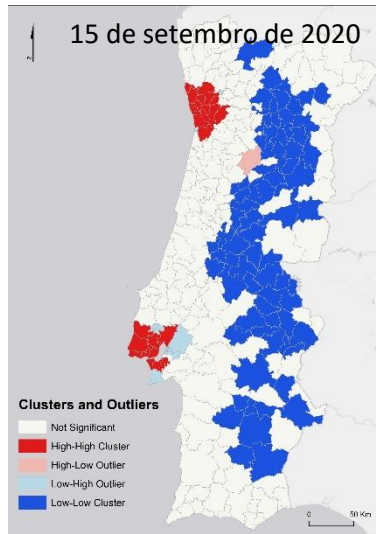 15 de setembro de 2020
Clusters and Outliers
Not Significant
High-High Cluster
High-Low Outlier
Low-High Outlier
Low-Low Cluster
0 50 Km